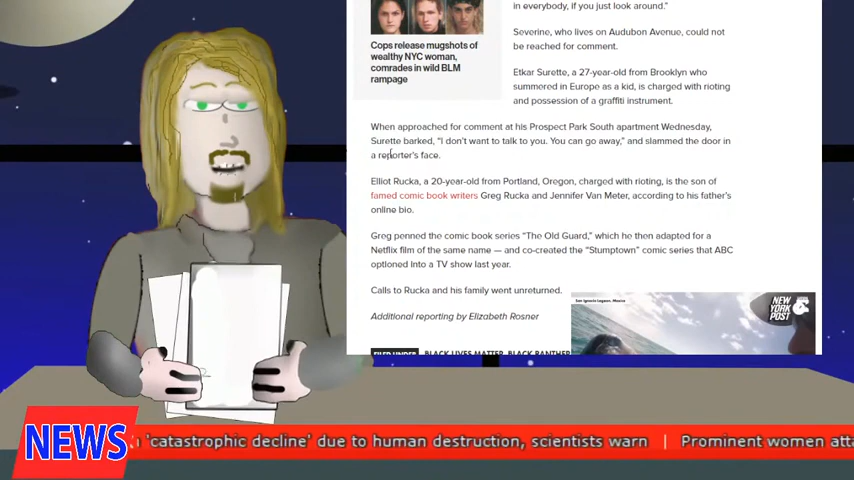 in everybody, if you just look around."
Severine, who lives on Audubon Avenue, could not
be reached for comment.
Cops release mugshots of
wealthy NYC woman,
comrades in wild BLM
rampage
Etkar Surette, a 27-year-old from Brooklyn who
summered in Europe as a kid, is charged with rioting
and possession of a graffiti instrument.
When approached for comment at his Prospect Park South apartment Wednesday,
Surette barked, "I don't want to talk to you. You can go away," and slammed the door in
a reporter's face.
Elliot Rucka, a 20-year-old from Portland, Oregon, charged with rioting, is the son of
famed comic book writers Greg Rucka and Jennifer Van Meter, according to his father's
online bio.
Greg penned the comic book series "The Old Guard," which he then adapted for a
Netflix film of the same name — and co-created the "Stumptown" comic series that ABC
optioned into a TV show last year.
Calls to Rucka and his family went unreturned.
Additional reporting by Elizabeth Rosner
San Ignacio Lagoon, Mexico
NEW
YORK
POST
FILED UNDER BLACK LIVES MATTER, BLACK PANTHER
NEWS
'catastrophic decline' due to human destruction, scientists warn | Prominent women atta